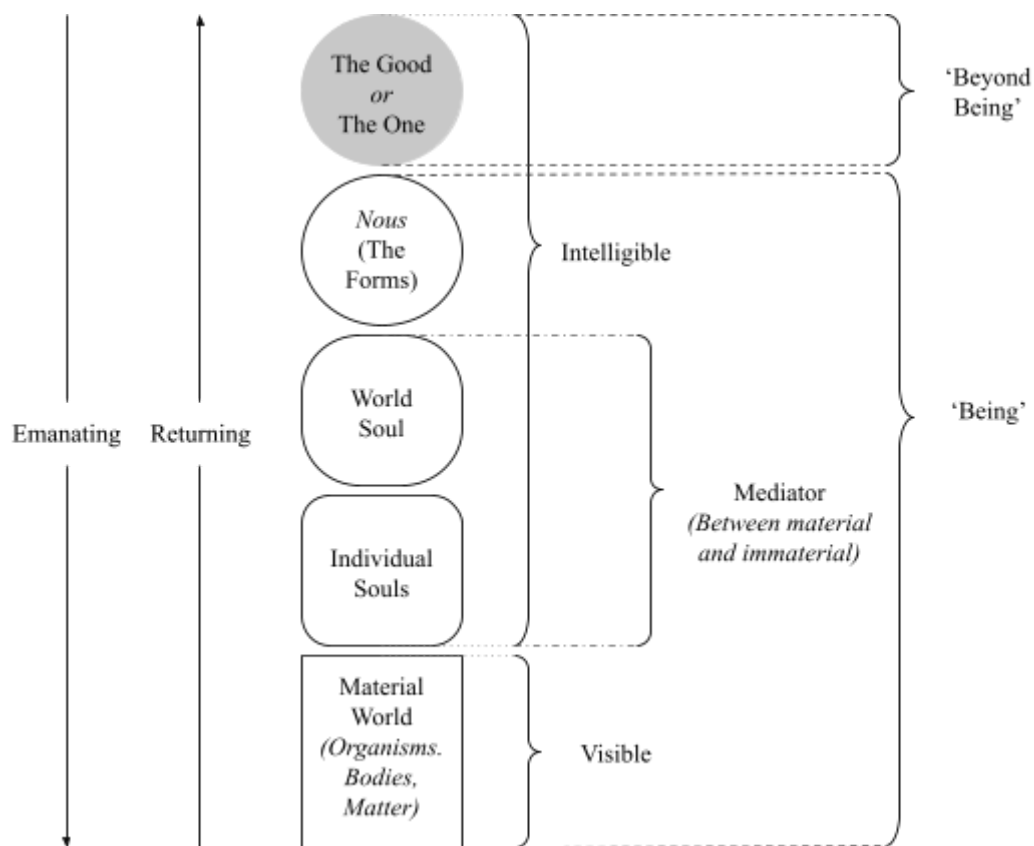 The Good
or
The One
‘Beyond
Being’
Nous
(The
Forms)
Intelligible
World
Soul
‘Being’
Emanating
Returning
Mediator
(Between material
and immaterial)
Individual
Souls
Material
World
(Organisms.
Bodies,
Matter)
Visible